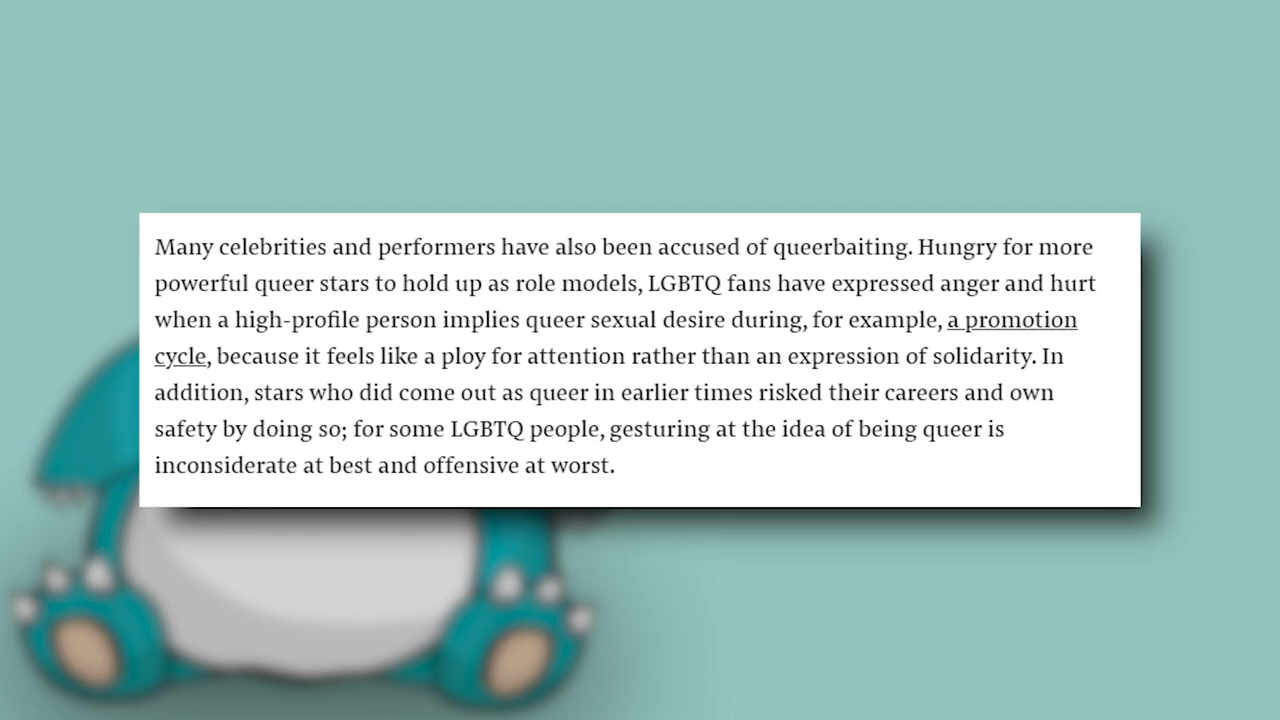 Many celebrities and performers have also been accused of queerbaiting. Hungry for more
powerful queer stars to hold up as role models, LGBTQ fans have expressed anger and hurt
when a high-profile person implies queer sexual desire during, for example, a promotion
cycle, because it feels like a ploy for attention rather than an expression of solidarity. In
addition, stars who did come out as queer in earlier times risked their careers and own
safety by doing so; for some LGBTQ people, gesturing at the idea of being queer is
inconsiderate at best and offensive at worst.